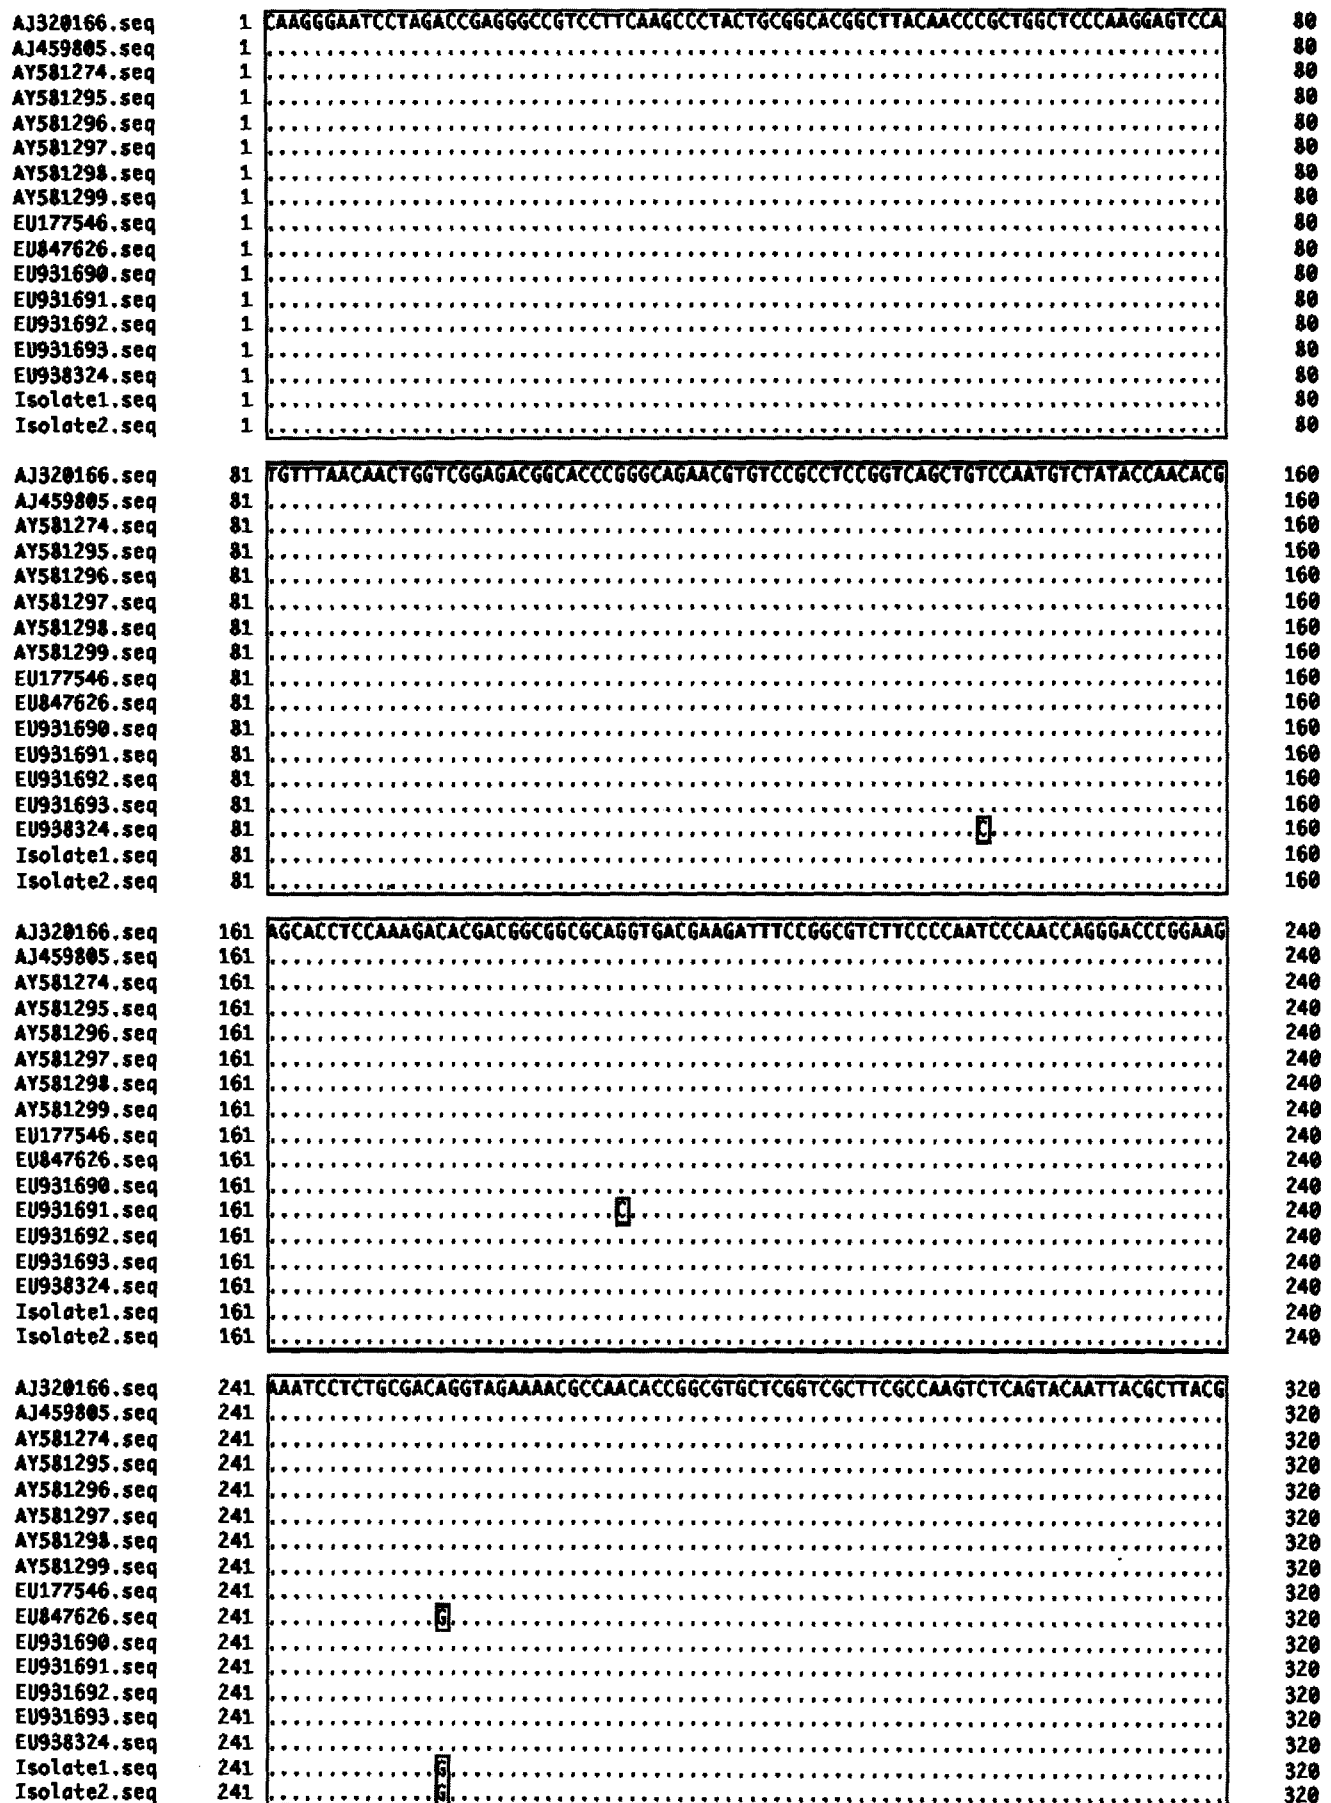 AJ320166.seq 1 CAAGGGAATCCTAGACCGAGGGCCGTCCTTCAAGCCCTACTGCGGCACGGCTTACAACCCGCTGGCTCCCAAGGAGTCCA 80
AJ459805.seq 1 80
AY581274.seq 1 80
AY581295.seq 1 80
AY581296.seq 1 80
AY581297.seq 1 80
AY581298.seq 1 80
AY581299.seq 1 80
EU177546.seq 1 80
EU847626.seq 1 80
EU931690.seq 1 80
EU931691.seq 1 80
EU931692.seq 1 80
EU931693.seq 1 80
EU938324.seq 1 80
Isolate1.seq 1 80
Isolate2.seq 1 80
AJ320166.seq 81 TGTTTAACAACTGGTCGGAGACGGCACCCGGGCAGAACGTGTCCGCCTCCGGTCAGCTGTCCAATGTCTATACCAACACG 160
AJ459805.seq 81 160
AY581274.seq 81 160
AY581295.seq 81 160
AY581296.seq 81 160
AY581297.seq 81 160
AY581298.seq 81 160
AY581299.seq 81 160
EU177546.seq 81 160
EU847626.seq 81 160
EU931690.seq 81 160
EU931691.seq 81 160
EU931692.seq 81 160
EU931693.seq 81 160
EU938324.seq 81 C 160
Isolate1.seq 81 160
Isolate2.seq 81 160
AJ320166.seq 161 AGCACCTCCAAAGACACGACGGCGGCGCAGGTGACGAAGATTTCCGGCGTCTTCCCCAATCCCAACCAGGGACCCGGAAG 240
AJ459805.seq 161 240
AY581274.seq 161 240
AY581295.seq 161 240
AY581296.seq 161 240
AY581297.seq 161 240
AY581298.seq 161 240
AY581299.seq 161 240
EU177546.seq 161 240
EU847626.seq 161 240
EU931690.seq 161 240
EU931691.seq 161 C 240
EU931692.seq 161 240
EU931693.seq 161 240
EU938324.seq 161 240
Isolate1.seq 161 240
Isolate2.seq 161 240
AJ320166.seq 241 AAATCCTCTGCGACAGGTAGAAAACGCCAACACCGGCGTGCTCGGTCGCTTCGCCAAGTCTCAGTACAATTACGCTTACG 320
AJ459805.seq 241 320
AY581274.seq 241 320
AY581295.seq 241 320
AY581296.seq 241 320
AY581297.seq 241 320
AY581298.seq 241 320
AY581299.seq 241 320
EU177546.seq 241 320
EU847626.seq 241 G 320
EU931690.seq 241 320
EU931691.seq 241 320
EU931692.seq 241 320
EU931693.seq 241 320
EU938324.seq 241 320
Isolate1.seq 241 G 320
Isolate2.seq 241 G 320